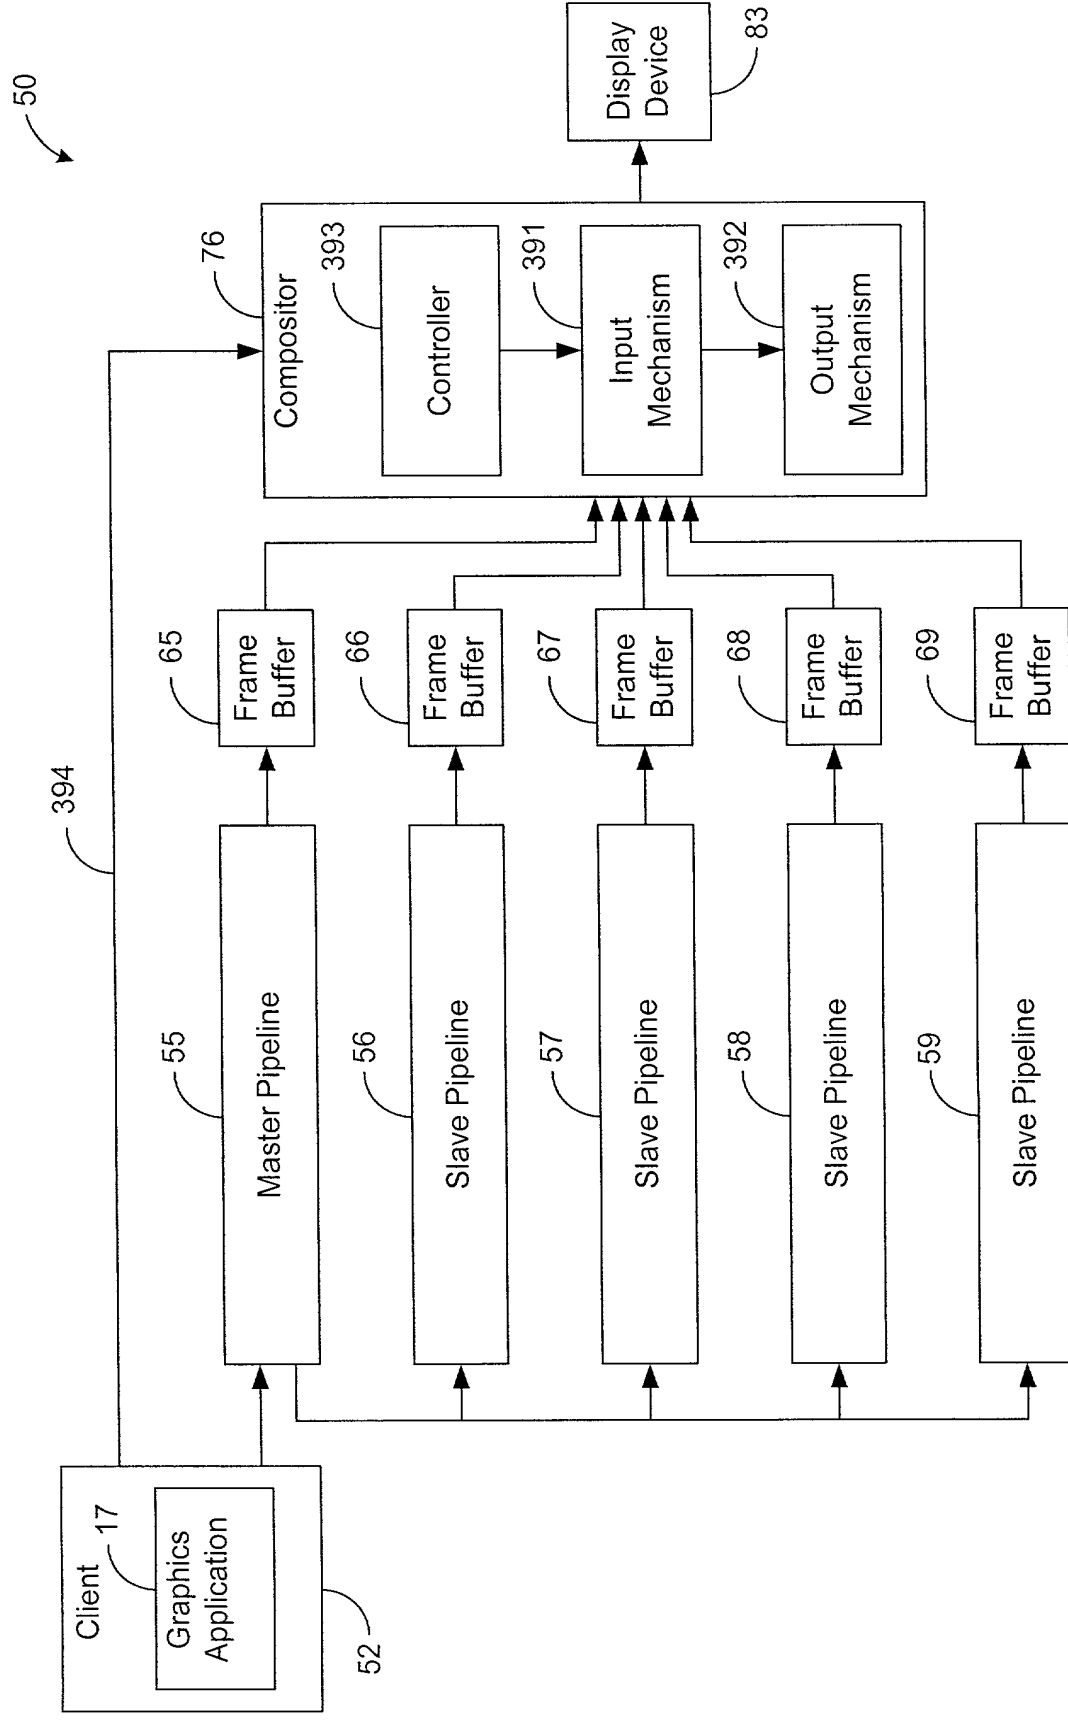 50
394
Client
17
Graphics
Application
52
55
Master Pipeline
65
Frame
Buffer
56
Slave Pipeline
66
Frame
Buffer
57
Slave Pipeline
67
Frame
Buffer
58
Slave Pipeline
68
Frame
Buffer
59
Slave Pipeline
69
Frame
Buffer
76
Compositor
393
Controller
391
Input
Mechanism
392
Output
Mechanism
Display
Device
83